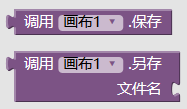 调用 画布1 .保存
调用 画布1 .另存
文件名